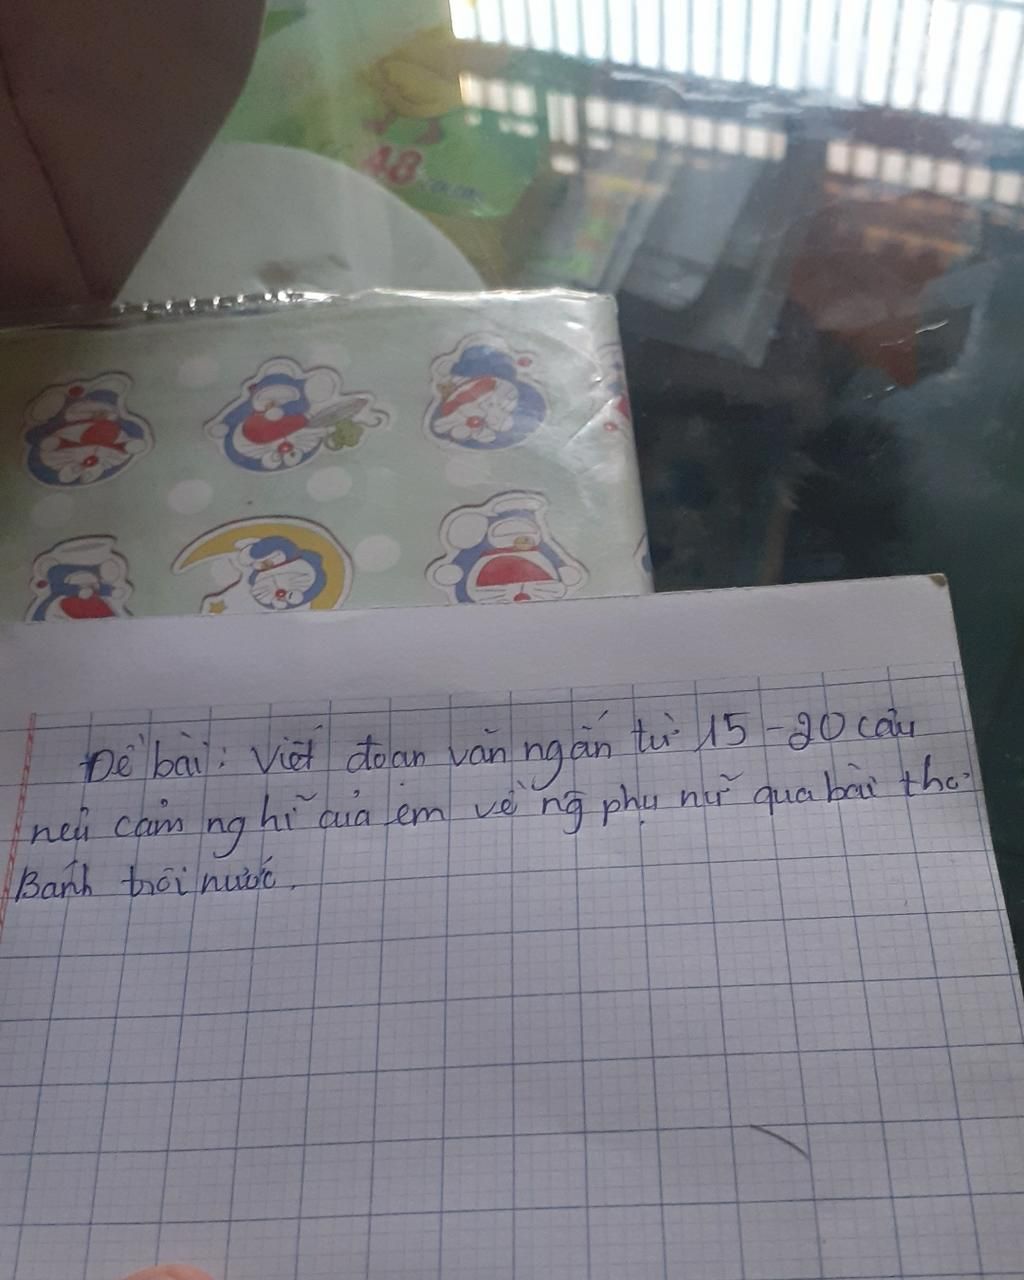 48
Đề bài: Viết đoạn văn ngắn từ 15-20 câu
nêu cảm nghĩ của em về ng̃ phụ nữ qua bài thơ
Bánh trôi nước.